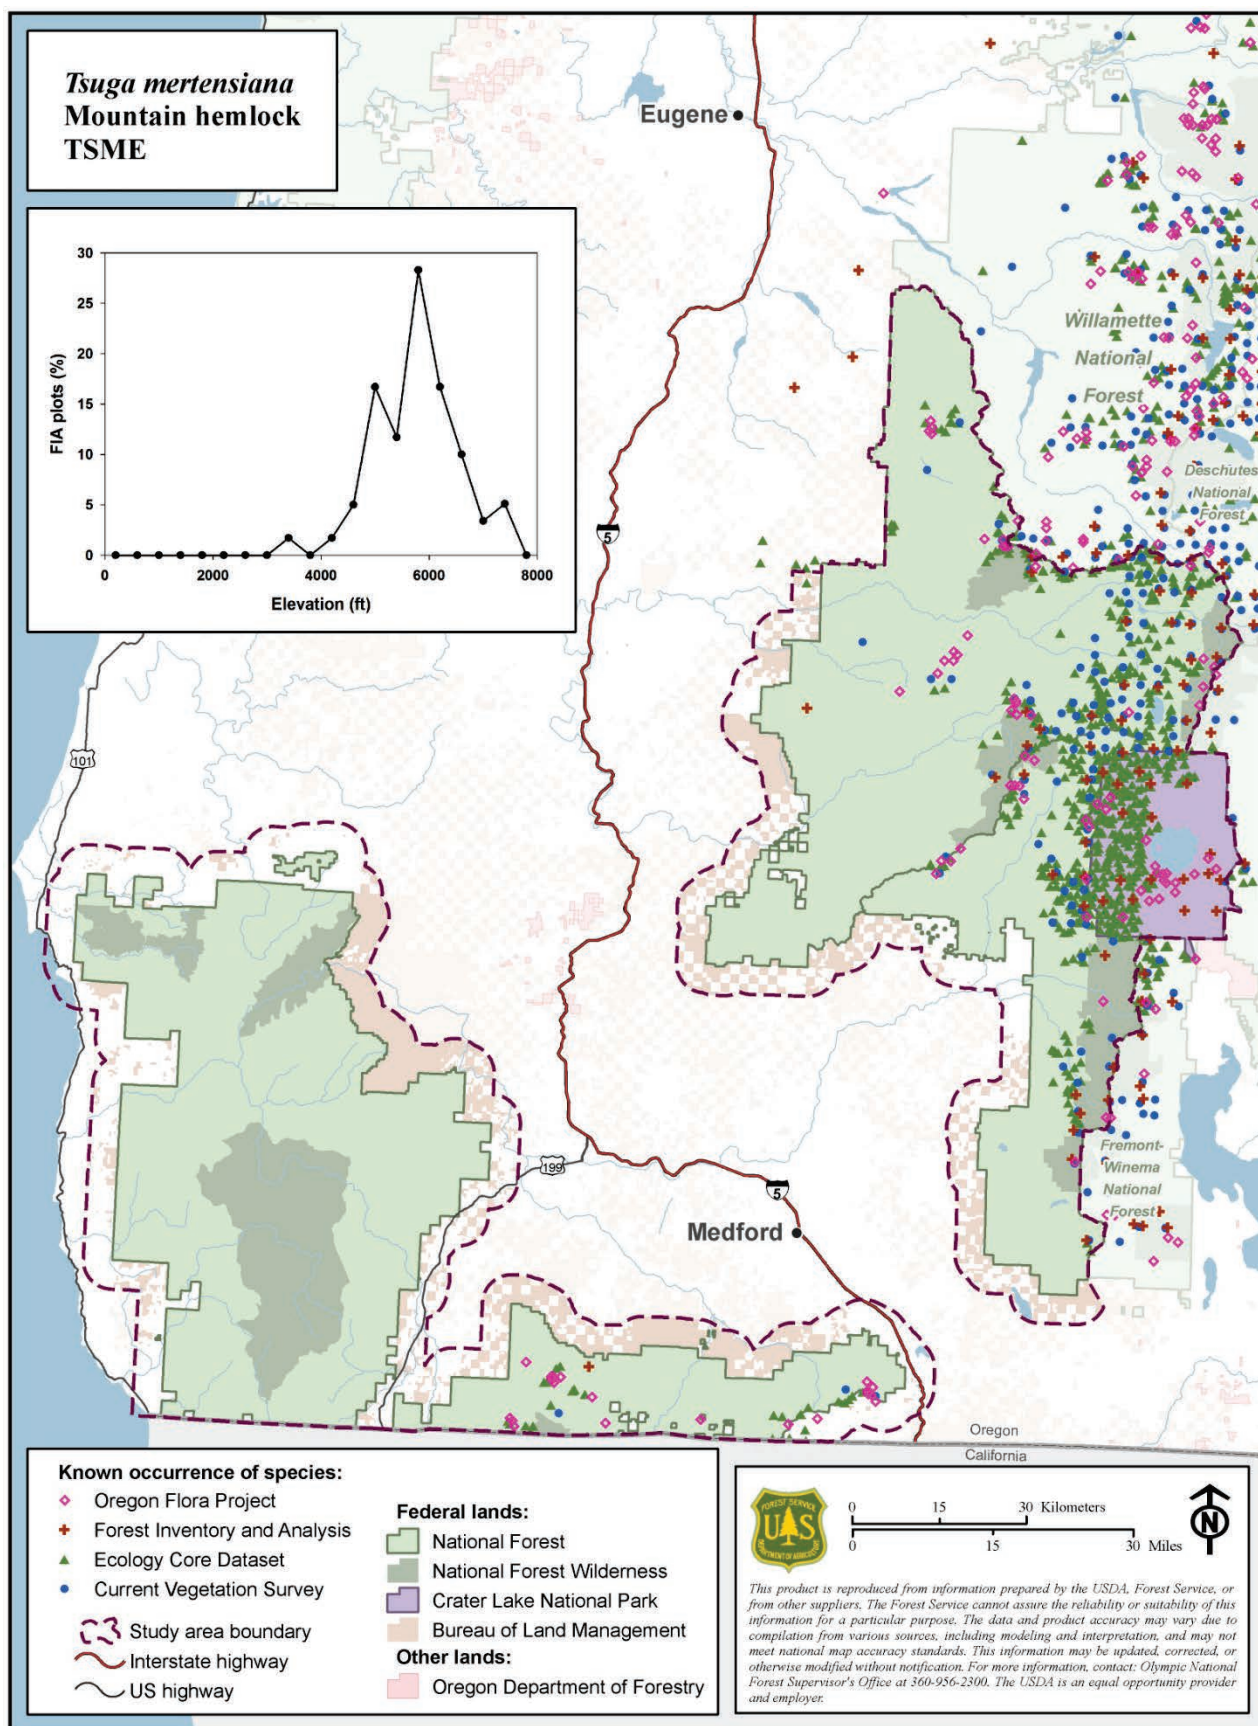 Tsuga mertensiana
Mountain hemlock
TSME
Eugene
30
25
20
15
10
5
0
FIA plots (%)
0 2000 4000 6000 8000
Elevation (ft)
Willamette
National
Forest
Deschutes
National
Forest
5
101
199
5
Medford
Fremont-
Winema
National
Forest
Oregon
California
Known occurrence of species:
Oregon Flora Project
Forest Inventory and Analysis
Ecology Core Dataset
Current Vegetation Survey
Study area boundary
Interstate highway
US highway
Federal lands:
National Forest
National Forest Wilderness
Crater Lake National Park
Bureau of Land Management
Other lands:
Oregon Department of Forestry
FOREST SERVICE
U S
DEPARTMENT OF AGRICULTURE
0 15 30 Kilometers
0 15 30 Miles
N
This product is reproduced from information prepared by the USDA, Forest Service, or
from other suppliers. The Forest Service cannot assure the reliability or suitability of this
information for a particular purpose. The data and product accuracy may vary due to
compilation from various sources, including modeling and interpretation, and may not
meet national map accuracy standards. This information may be updated, corrected, or
otherwise modified without notification. For more information, contact: Olympic National
Forest Supervisor's Office at 360-956-2300. The USDA is an equal opportunity provider
and employer.